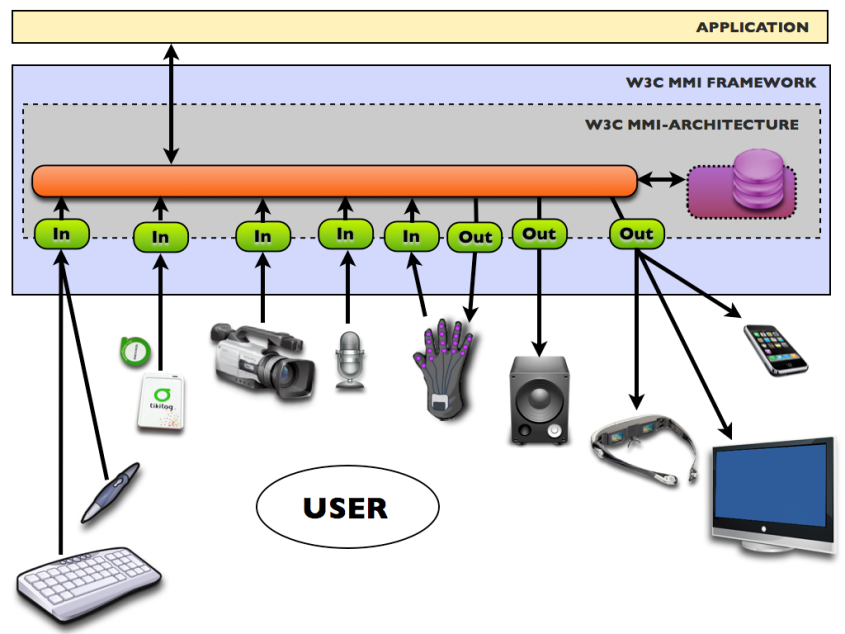 APPLICATION
W3C MMI FRAMEWORK
W3C MMI-ARCHITECTURE
In
In
In
In
In
Out
Out
Out
tikitag
USER